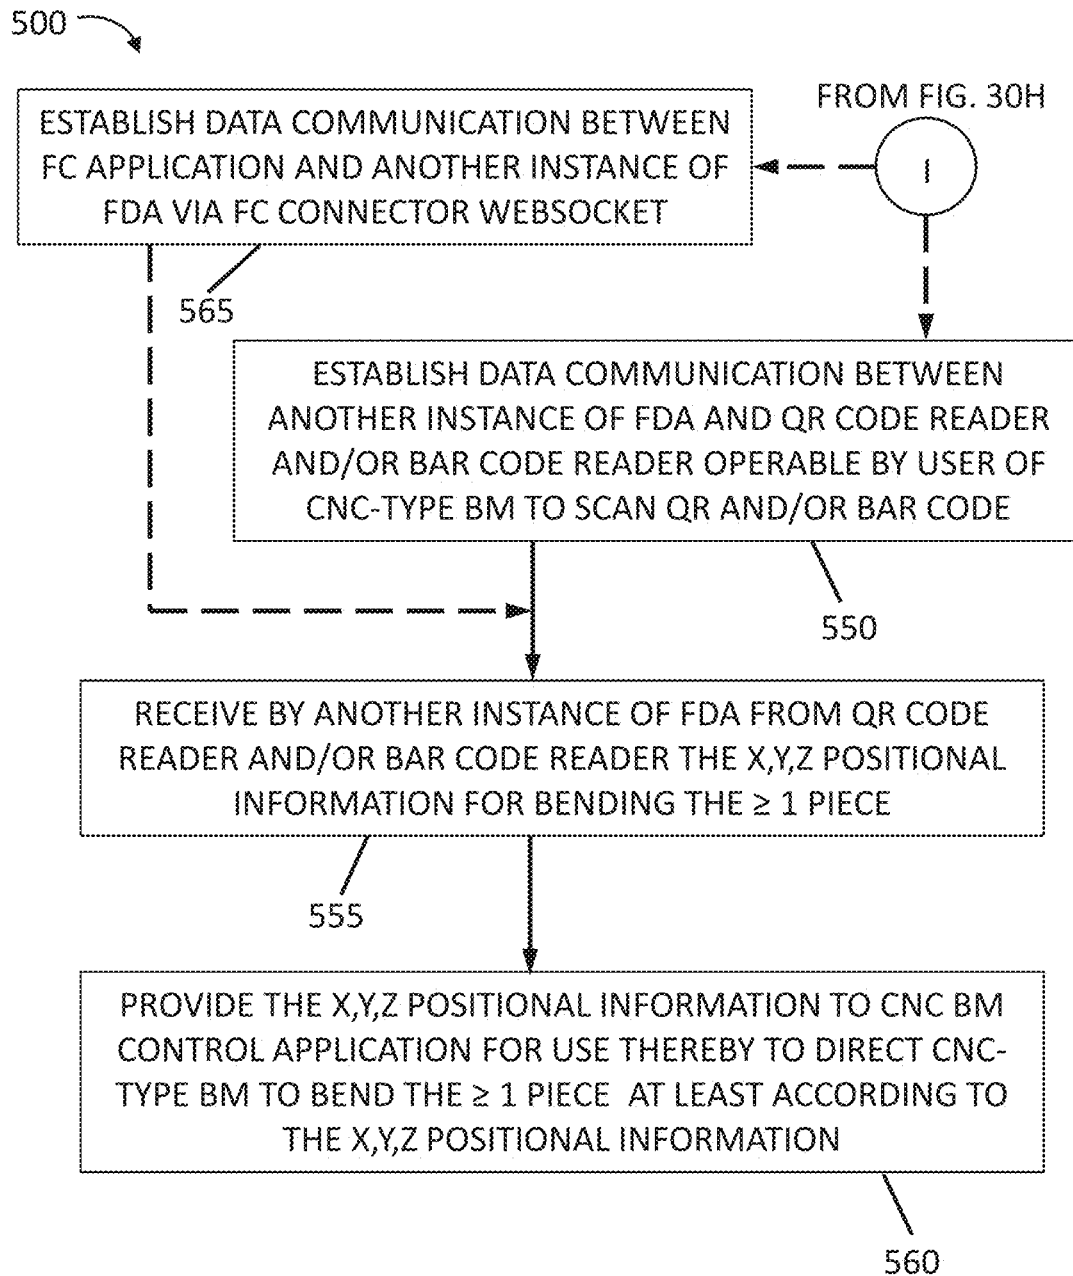 500
FROM FIG. 30H
I
ESTABLISH DATA COMMUNICATION BETWEEN
FC APPLICATION AND ANOTHER INSTANCE OF
FDA VIA FC CONNECTOR WEBSOCKET
565
ESTABLISH DATA COMMUNICATION BETWEEN
ANOTHER INSTANCE OF FDA AND QR CODE READER
AND/OR BAR CODE READER OPERABLE BY USER OF
CNC-TYPE BM TO SCAN QR AND/OR BAR CODE
550
RECEIVE BY ANOTHER INSTANCE OF FDA FROM QR CODE
READER AND/OR BAR CODE READER THE X,Y,Z POSITIONAL
INFORMATION FOR BENDING THE ≥ 1 PIECE
555
PROVIDE THE X,Y,Z POSITIONAL INFORMATION TO CNC BM
CONTROL APPLICATION FOR USE THEREBY TO DIRECT CNC-
TYPE BM TO BEND THE ≥ 1 PIECE AT LEAST ACCORDING TO
THE X,Y,Z POSITIONAL INFORMATION
560